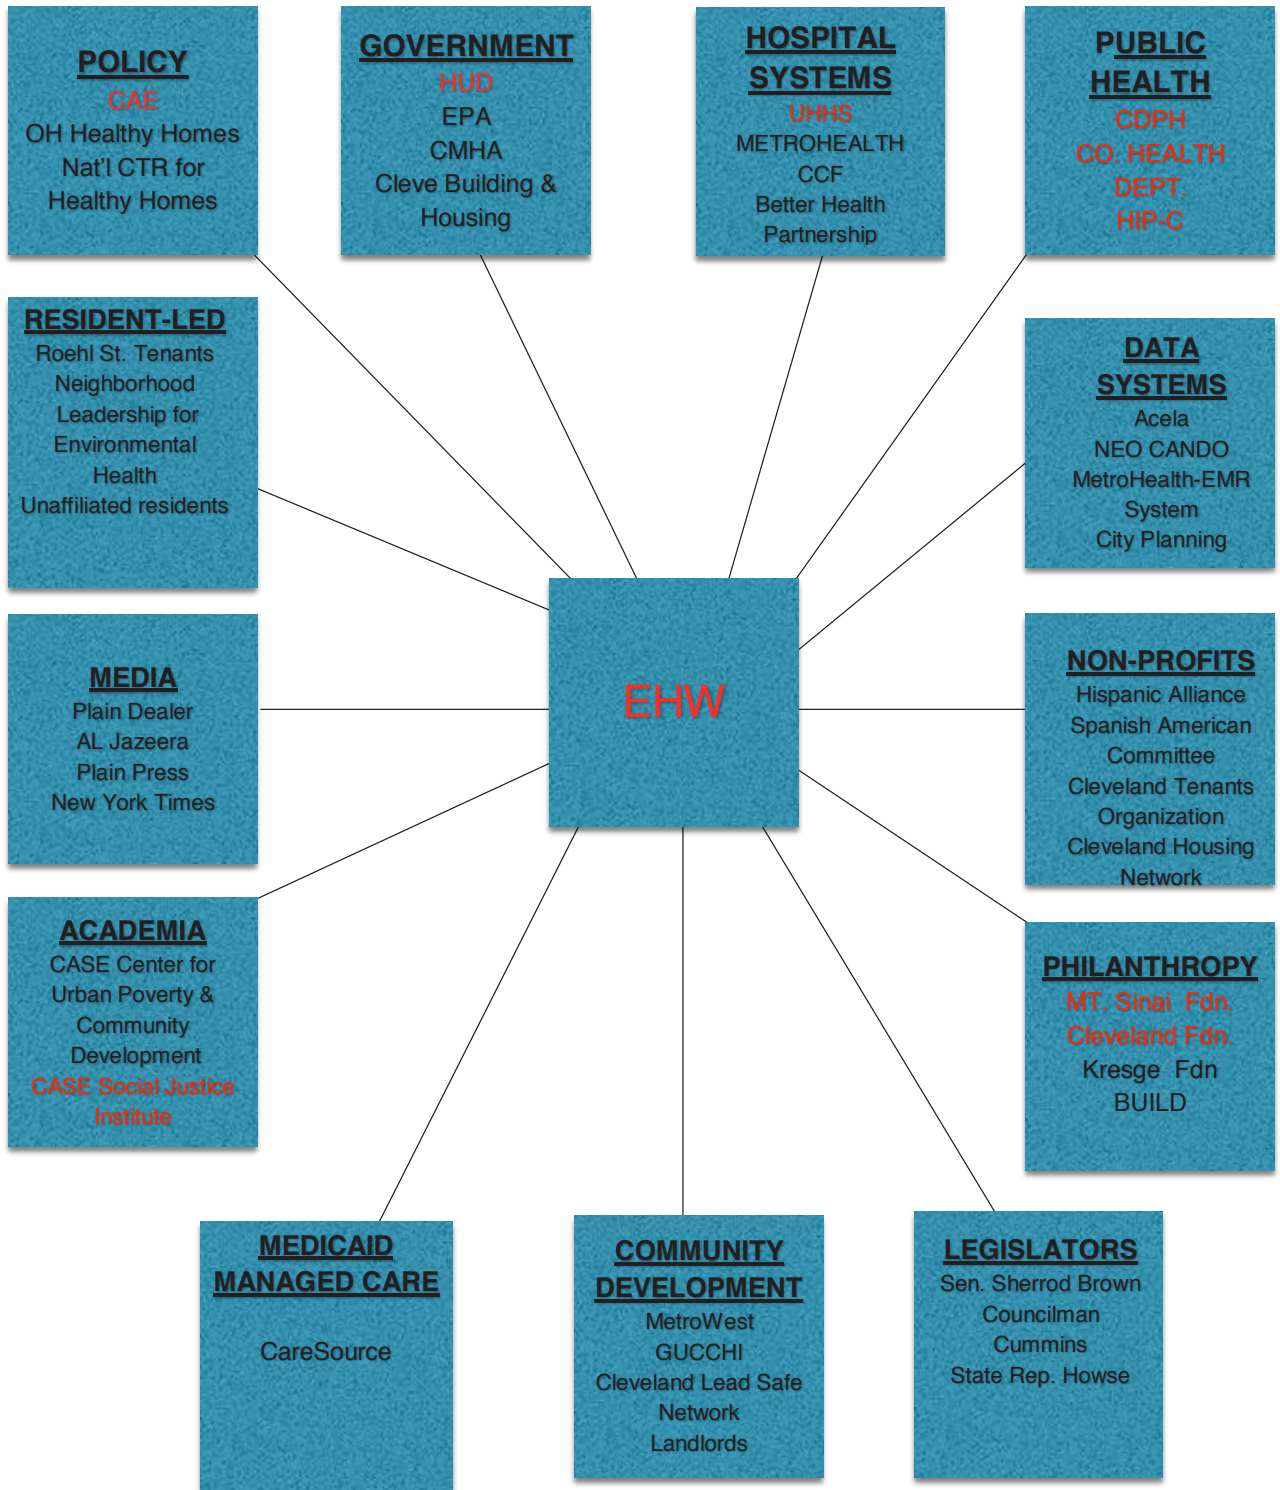 POLICY
CAE
OH Healthy Homes
Nat’l CTR for
Healthy Homes
GOVERNMENT
HUD
EPA
CMHA
Cleve Building &
Housing
HOSPITAL
SYSTEMS
UHHS
METROHEALTH
CCF
Better Health
Partnership
PUBLIC
HEALTH
CDPH
CO. HEALTH
DEPT.
HIP-C
RESIDENT-LED
Roehl St. Tenants
Neighborhood
Leadership for
Environmental
Health
Unaffiliated residents
DATA
SYSTEMS
Acela
NEO CANDO
MetroHealth-EMR
System
City Planning
EHW
MEDIA
Plain Dealer
AL Jazeera
Plain Press
New York Times
NON-PROFITS
Hispanic Alliance
Spanish American
Committee
Cleveland Tenants
Organization
Cleveland Housing
Network
ACADEMIA
CASE Center for
Urban Poverty &
Community
Development
CASE Social Justice
Institute
PHILANTHROPY
MT. Sinai Fdn.
Cleveland Fdn.
Kresge Fdn
BUILD
MEDICAID
MANAGED CARE
CareSource
COMMUNITY
DEVELOPMENT
MetroWest
GUCCHI
Cleveland Lead Safe
Network
Landlords
LEGISLATORS
Sen. Sherrod Brown
Councilman
Cummins
State Rep. Howse